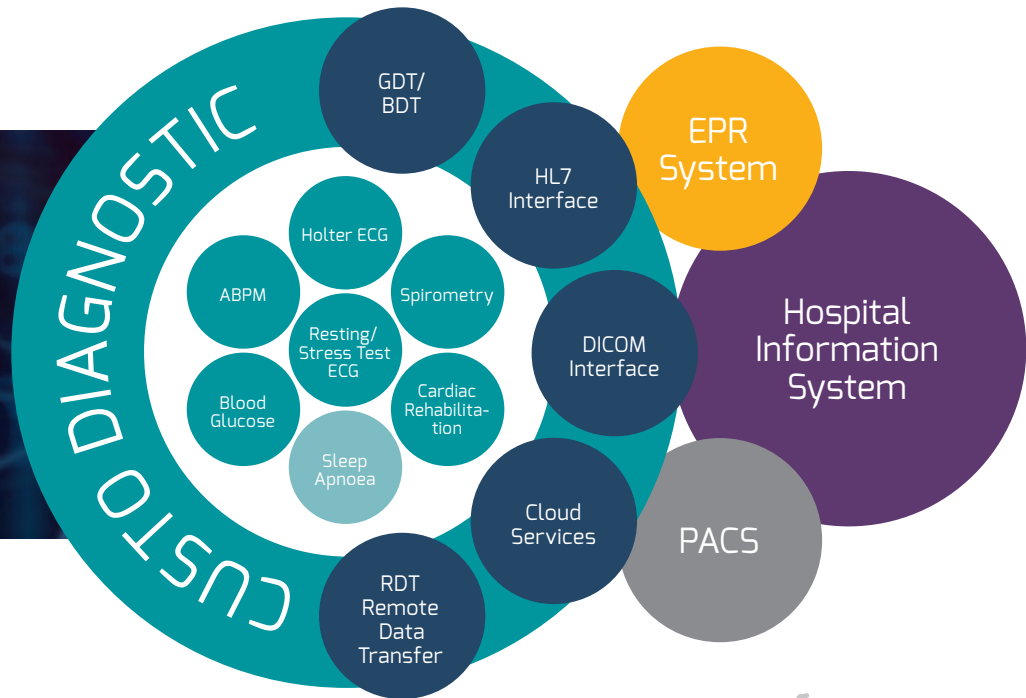 CUSTO DIAGNOSTIC
GDT/
BDT
HL7
Interface
DICOM
Interface
Cloud
Services
RDT
Remote
Data
Transfer
Holter ECG
ABPM
Spirometry
Resting/
Stress Test
ECG
Blood
Glucose
Cardiac
Rehabilita-
tion
Sleep
Apnoea
EPR
System
Hospital
Information
System
PACS